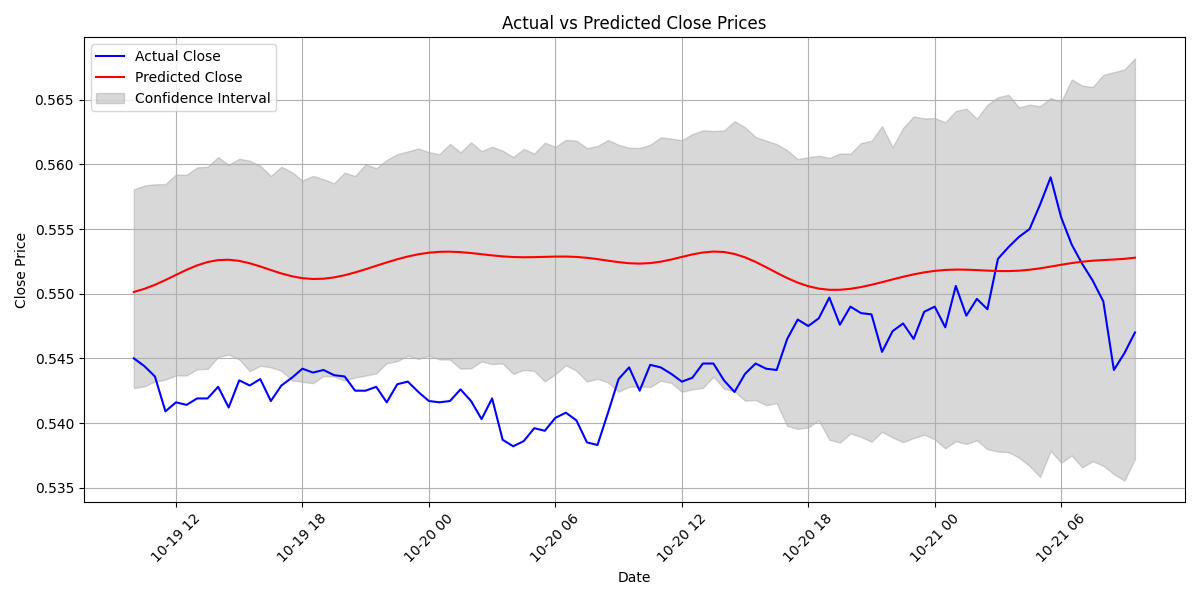 Actual vs Predicted Close Prices
Actual Close
Predicted Close
Confidence Interval
Close Price
0.565
0.560
0.555
0.550
0.545
0.540
0.535
10-19 12
10-19 18
10-20 00
10-20 06
10-20 12
10-20 18
10-21 00
10-21 06
Date